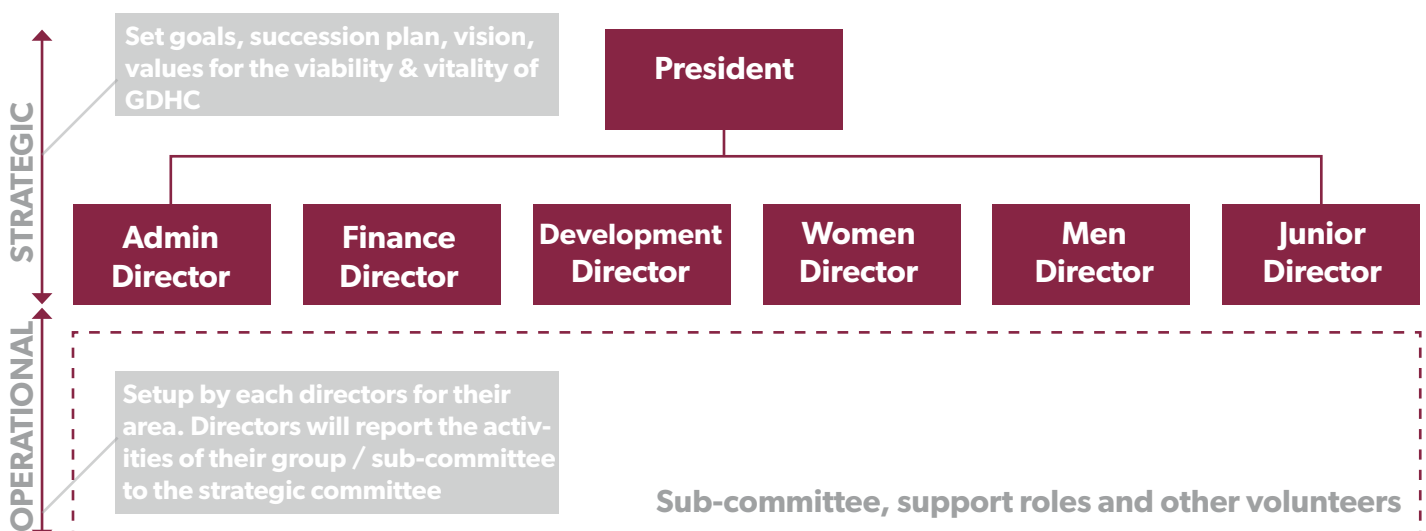 Set goals, succession plan, vision,
values for the viability & vitality of
GDHC
President
STRATEGIC
Admin
Director
Finance
Director
Development
Director
Women
Director
Men
Director
Junior
Director
OPERATIONAL
Setup by each directors for their
area. Directors will report the activ-
ities of their group / sub-committee
to the strategic committee
Sub-committee, support roles and other volunteers